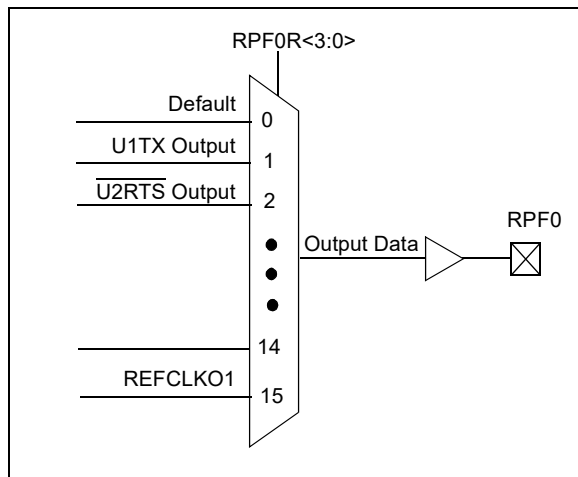 RPF0R<3:0>
Default
0
U1TX Output
1
U2RTS Output
2
RPF0
Output Data
14
REFCLKO1
15